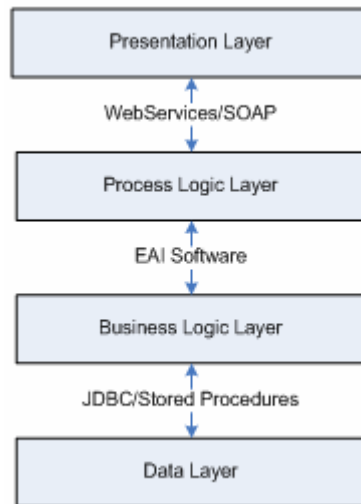 Presentation Layer
WebServices/SOAP
Process Logic Layer
EAI Software
Business Logic Layer
JDBC/Stored Procedures
Data Layer